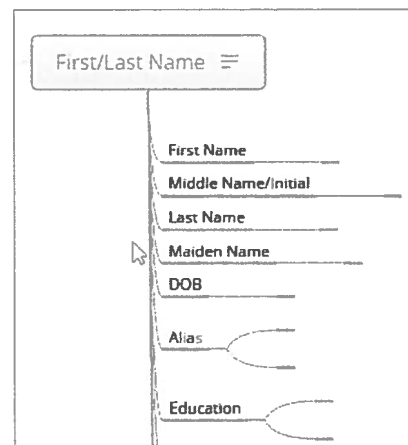 First/Last Name
First Name
Middle Name/Initial
Last Name
Maiden Name
DOB
Alias
Education